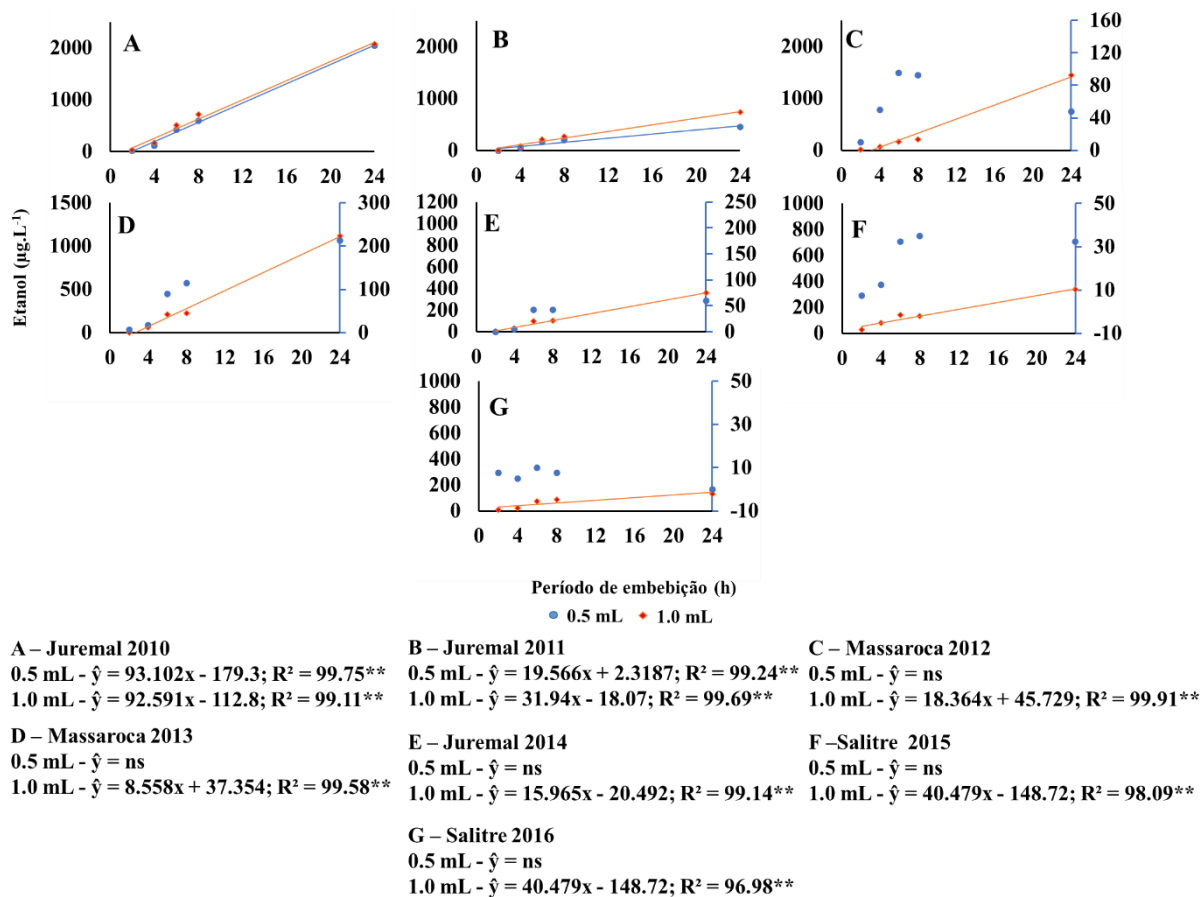 A
2000
1000
0
0 4 8 12 16 20 24
B
2000
1000
0
0 4 8 12 16 20 24
C
2000
1000
0
160
120
80
40
0
0 4 8 12 16 20 24
Etanol (µg.L⁻¹)
D
1500
1000
500
0
300
200
100
0
0 4 8 12 16 20 24
E
1200
1000
800
600
400
200
0
250
200
150
100
50
0
0 4 8 12 16 20 24
F
1000
800
600
400
200
0
50
30
10
-10
0 4 8 12 16 20 24
G
1000
800
600
400
200
0
50
30
10
-10
0 4 8 12 16 20 24
Período de embebição (h)
0.5 mL 1.0 mL
A – Juremal 2010
0.5 mL - ŷ = 93.102x - 179.3; R² = 99.75**
1.0 mL - ŷ = 92.591x - 112.8; R² = 99.11**
B – Juremal 2011
0.5 mL - ŷ = 19.566x + 2.3187; R² = 99.24**
1.0 mL - ŷ = 31.94x - 18.07; R² = 99.69**
C – Massaroca 2012
0.5 mL - ŷ = ns
1.0 mL - ŷ = 18.364x + 45.729; R² = 99.91**
D – Massaroca 2013
0.5 mL - ŷ = ns
1.0 mL - ŷ = 8.558x + 37.354; R² = 99.58**
E – Juremal 2014
0.5 mL - ŷ = ns
1.0 mL - ŷ = 15.965x - 20.492; R² = 99.14**
F –Salitre 2015
0.5 mL - ŷ = ns
1.0 mL - ŷ = 40.479x - 148.72; R² = 98.09**
G – Salitre 2016
0.5 mL - ŷ = ns
1.0 mL - ŷ = 40.479x - 148.72; R² = 96.98**